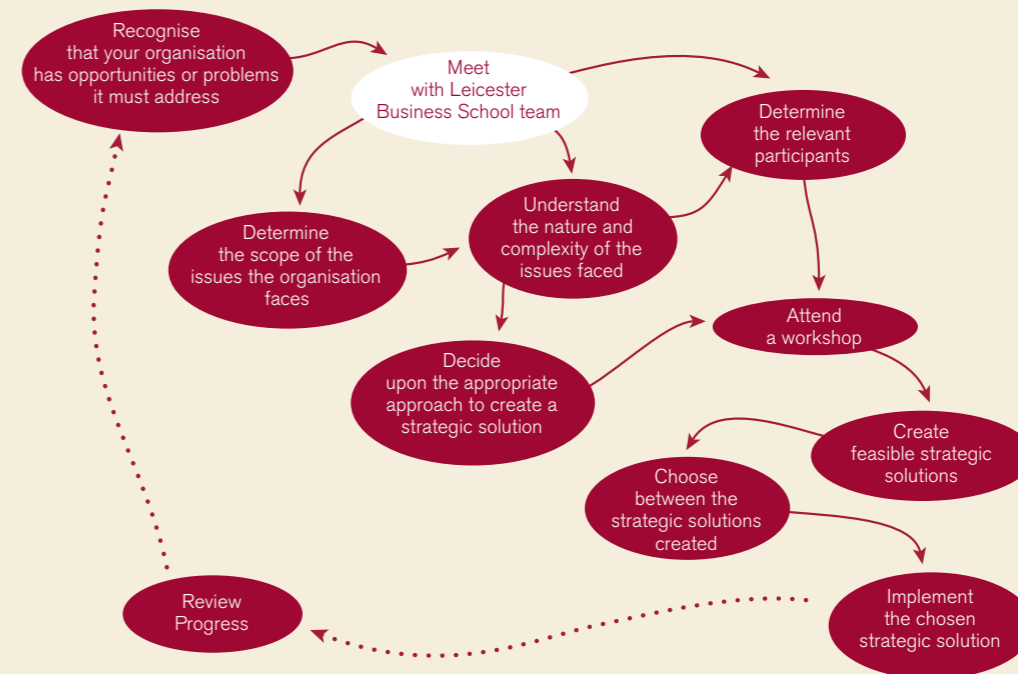 Recognise
that your organisation
has opportunities or problems
it must address
Meet
with Leicester
Business School team
Determine
the relevant
participants
Determine
the scope of the
issues the organisation
faces
Understand
the nature and
complexity of the
issues faced
Attend
a workshop
Decide
upon the appropriate
approach to create a
strategic solution
Create
feasible strategic
solutions
Choose
between the
strategic solutions
created
Implement
the chosen
strategic solution
Review
Progress